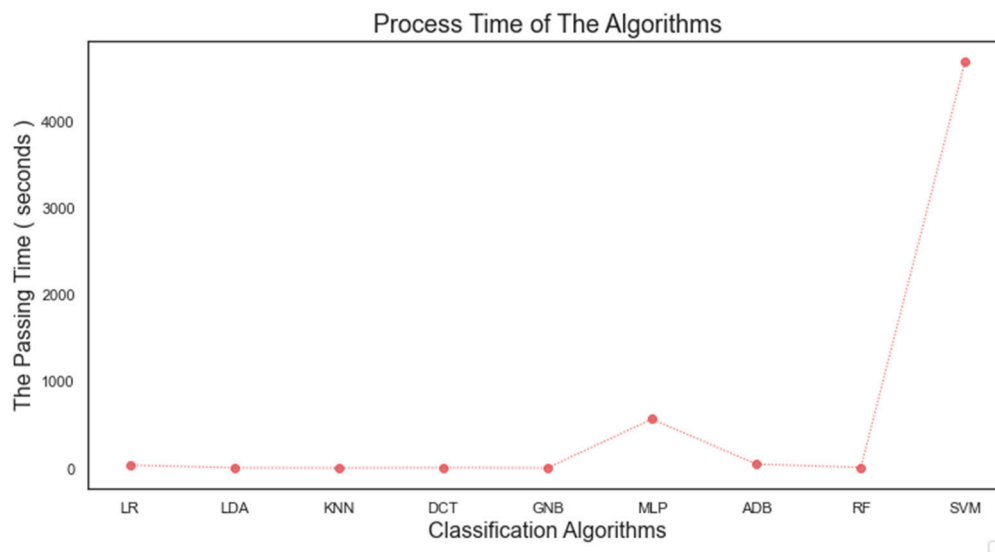 Process Time of The Algorithms
The Passing Time ( seconds )
4000
3000
2000
1000
0
LR LDA KNN DCT GNB MLP ADB RF SVM
Classification Algorithms